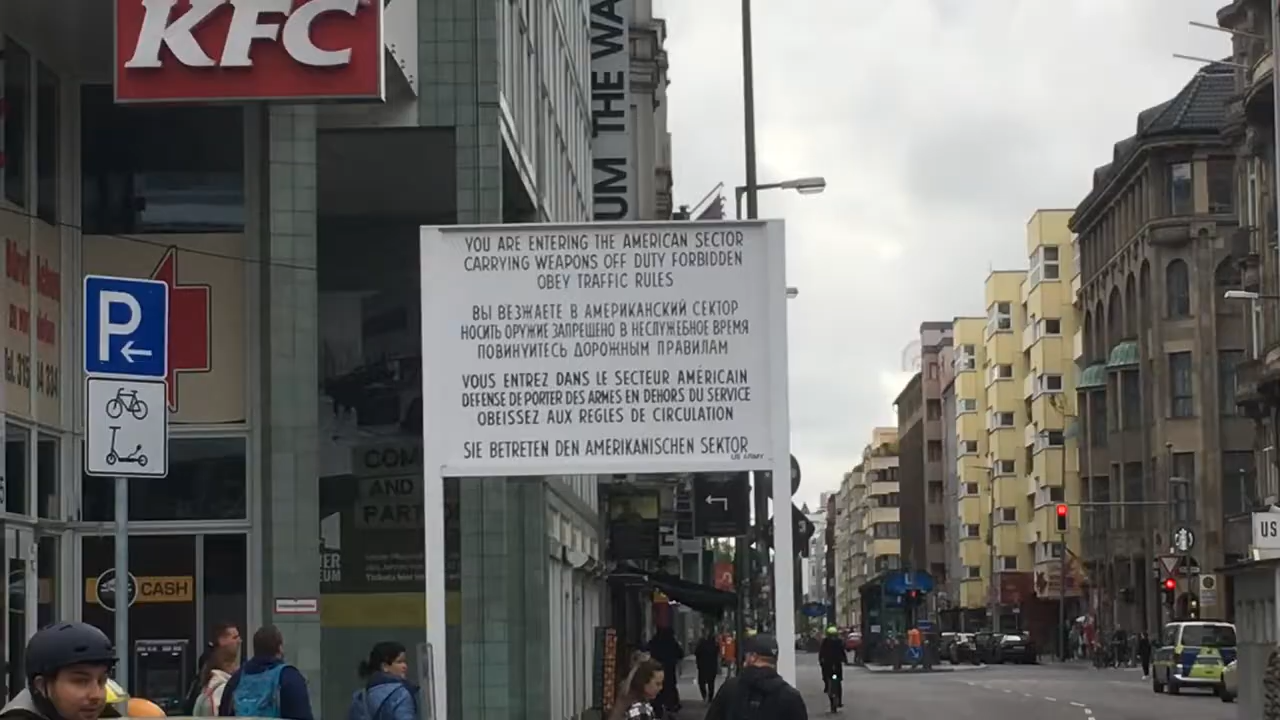 KFC
UM THE WA
P
YOU ARE ENTERING THE AMERICAN SECTOR
CARRYING WEAPONS OFF DUTY FORBIDDEN
OBEY TRAFFIC RULES
ВЫ ВЕЗЖАЕТЕ В АМЕРИКАНСКИЙ СЕКТОР
НОСИТЬ ОРУЖИЕ ЗАПРЕЩЕНО В НЕСЛУЖЕБНОЕ ВРЕМЯ
ПОВИНУИТЕСЬ ДОРОЖНЫМ ПРАВИЛАМ
VOUS ENTREZ DANS LE SECTEUR AMÉRICAIN
DEFENSE DE PORTER DES ARMES EN DEHORS DU SERVICE
OBEISSEZ AUX REGLES DE CIRCULATION
SIE BETRETEN DEN AMERIKANISCHEN SEKTOR
US ARMY
COM
AND
PART
CASH
US